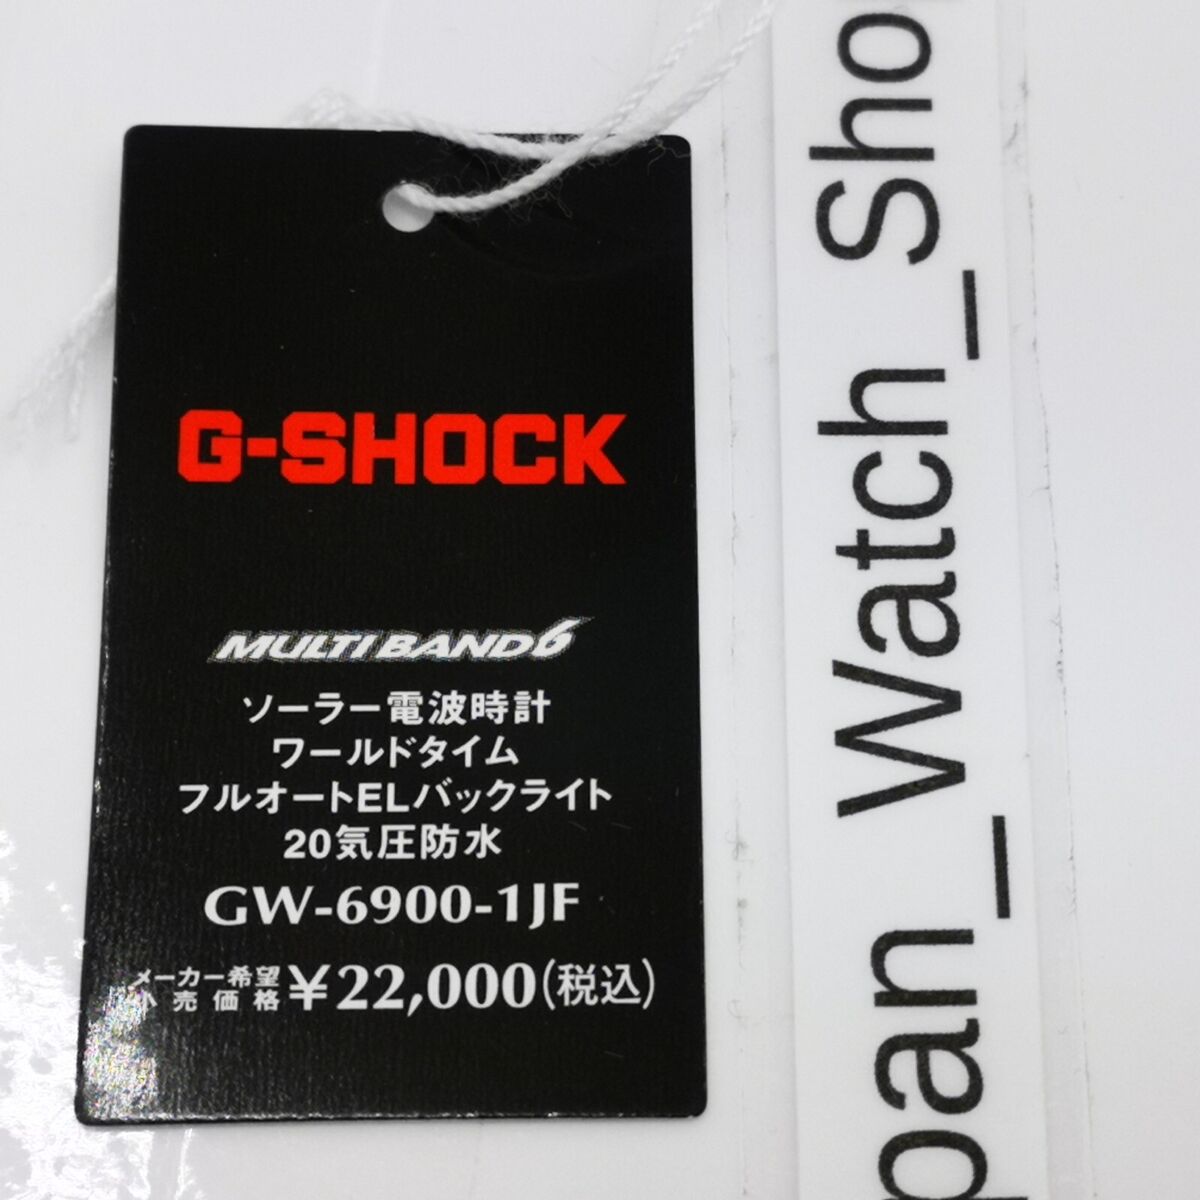 G-SHOCK
MULTI BAND 6
ソーラー電波時計
ワールドタイム
フルオートELバックライト
20気圧防水
GW-6900-1JF
メーカー希望
小売価格 ¥22,000(税込)
pan_Watch_Sho